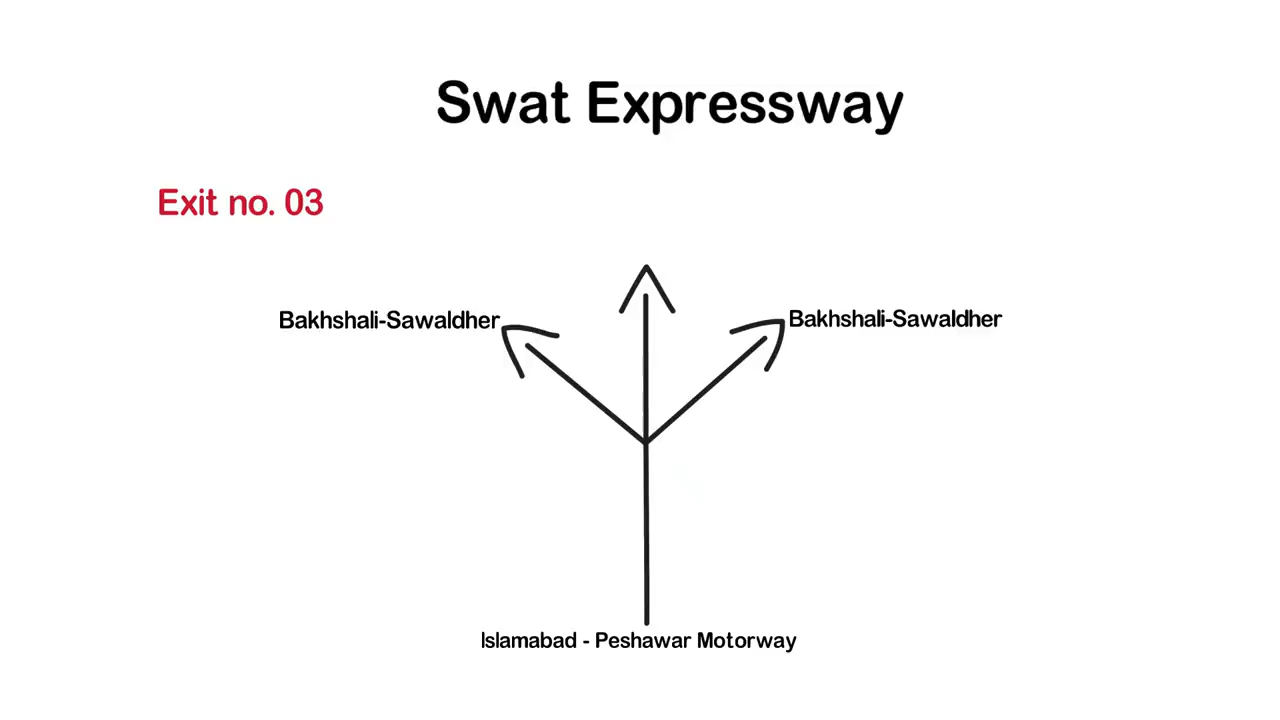 Swat Expressway
Exit no. 03
Bakhshali-Sawaldher
Bakhshali-Sawaldher
Islamabad - Peshawar Motorway